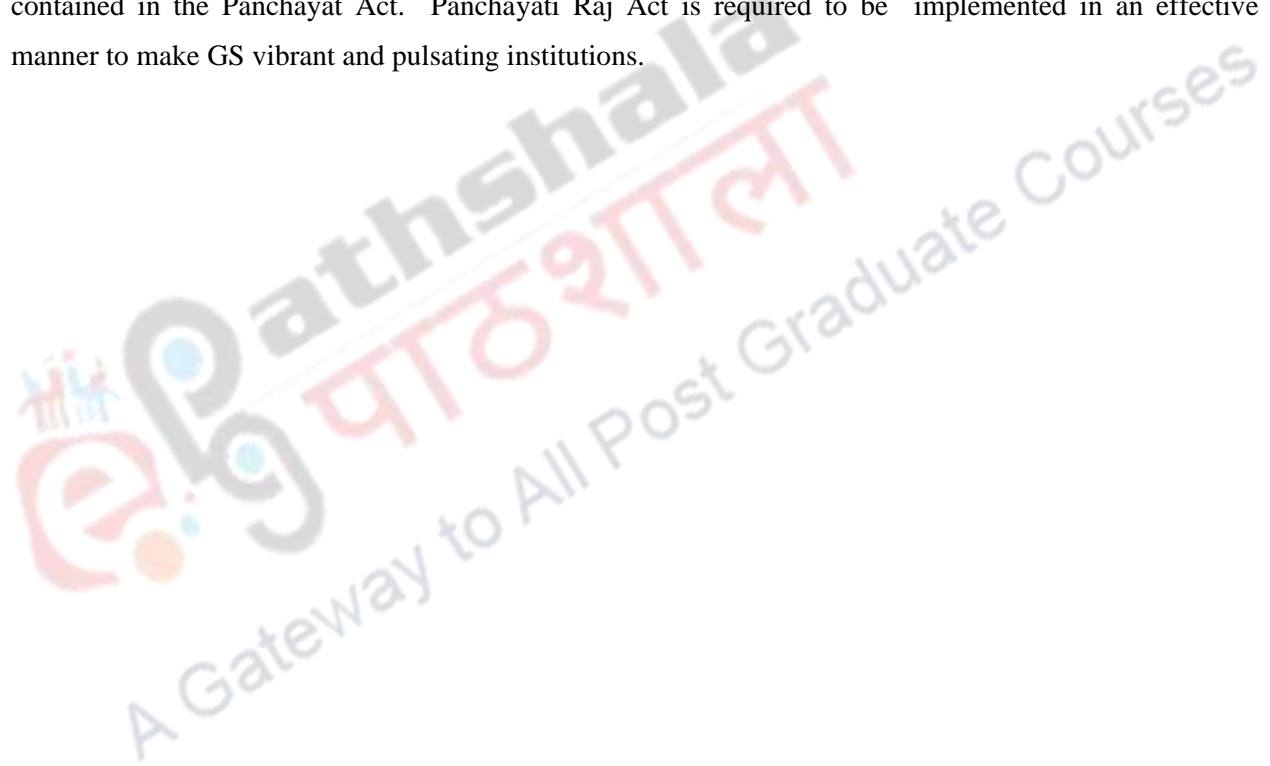 contained in the Panchayat Act. Panchayati Raj Act is required to be implemented in an effective
manner to make GS vibrant and pulsating institutions.
Pathshala
पाठशाला
A Gateway to All Post Graduate Courses